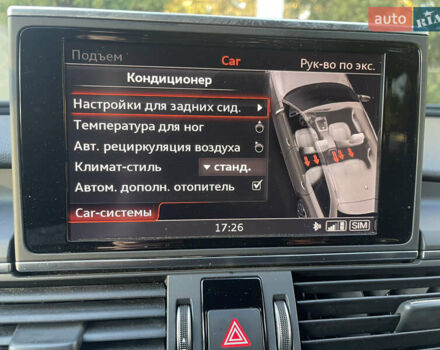 auto RIA
Подъем Car Рук-во по экс.
Кондиционер
Настройки для задних сид.
Температура для ног
Авт. рециркуляция воздуха
Климат-стиль станд.
Автом. дополн. отопитель
Car-системы
17:26 SIM